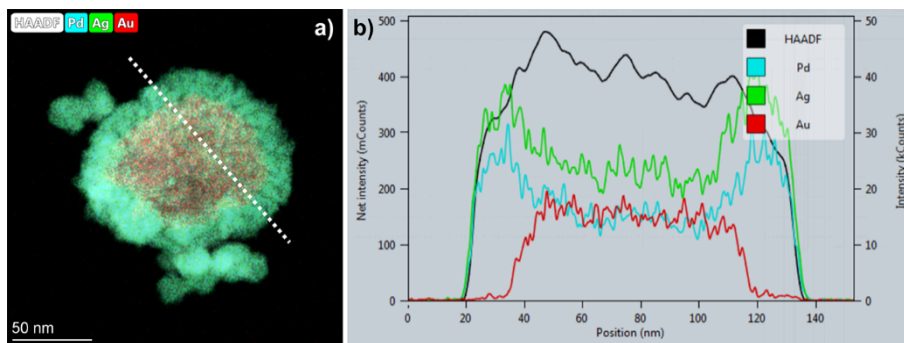 HAADF Pd Ag Au
a)
50 nm
b)
500
400
300
200
100
0
Net intensity (mCounts)
50
40
30
20
10
0
Intensity (kCounts)
HAADF
Pd
Ag
Au
0 20 40 60 80 100 120 140
Position (nm)